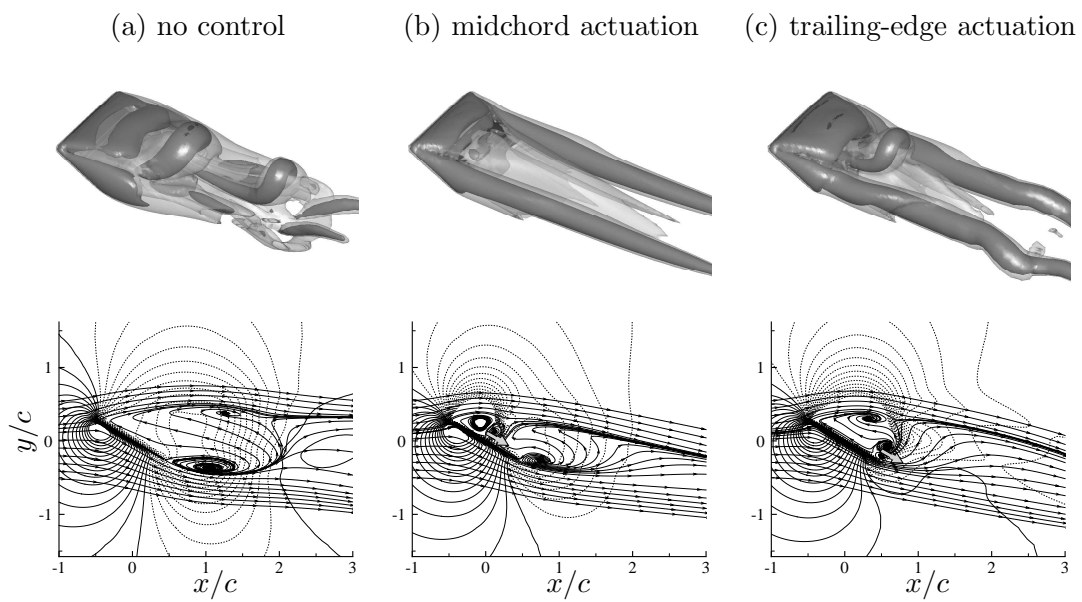 (a) no control
(b) midchord actuation
(c) trailing-edge actuation
y/c
1
0
-1
-1 0 1 2 3
x/c
1
0
-1
-1 0 1 2 3
x/c
1
0
-1
-1 0 1 2 3
x/c